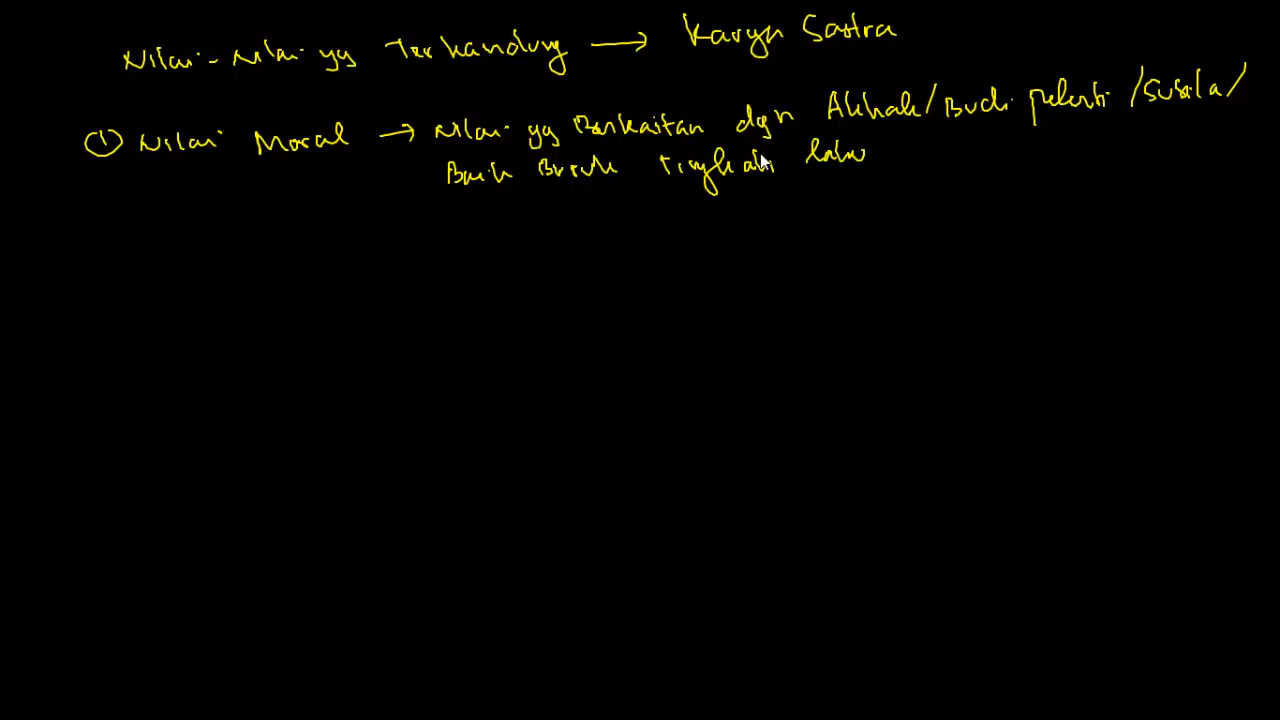 Nilai-nilai yg Terkandung → Karya Sastra
① Nilai Moral → Nilai yg Berkaitan dgn Akhlak/Budi pekerti/Susila/
Baik Buruk Tingkah laku